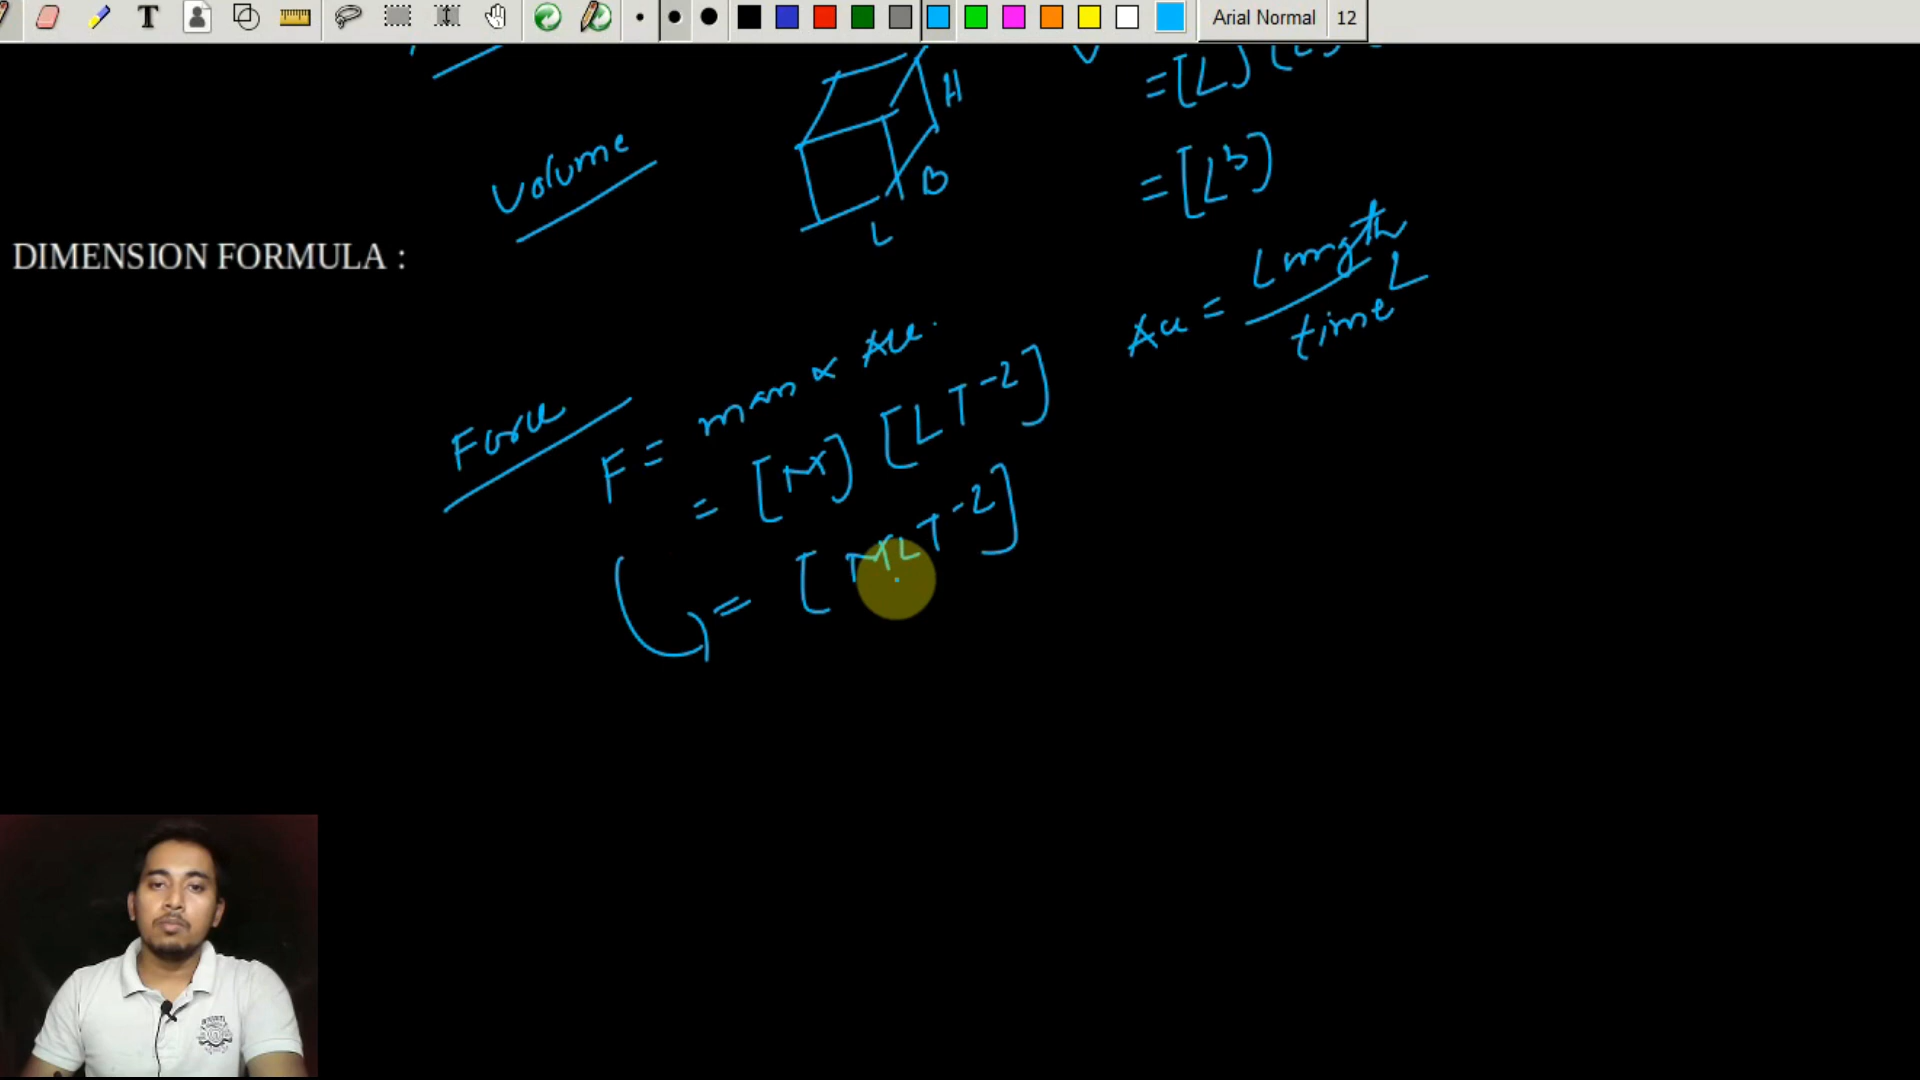 Arial Normal 12
H
= [L] [L]
Volume
B
= [L³]
L
DIMENSION FORMULA :
Acc = Length / time²
Force
F = mass × Acc.
= [M] [LT⁻²]
= [MLT⁻²]